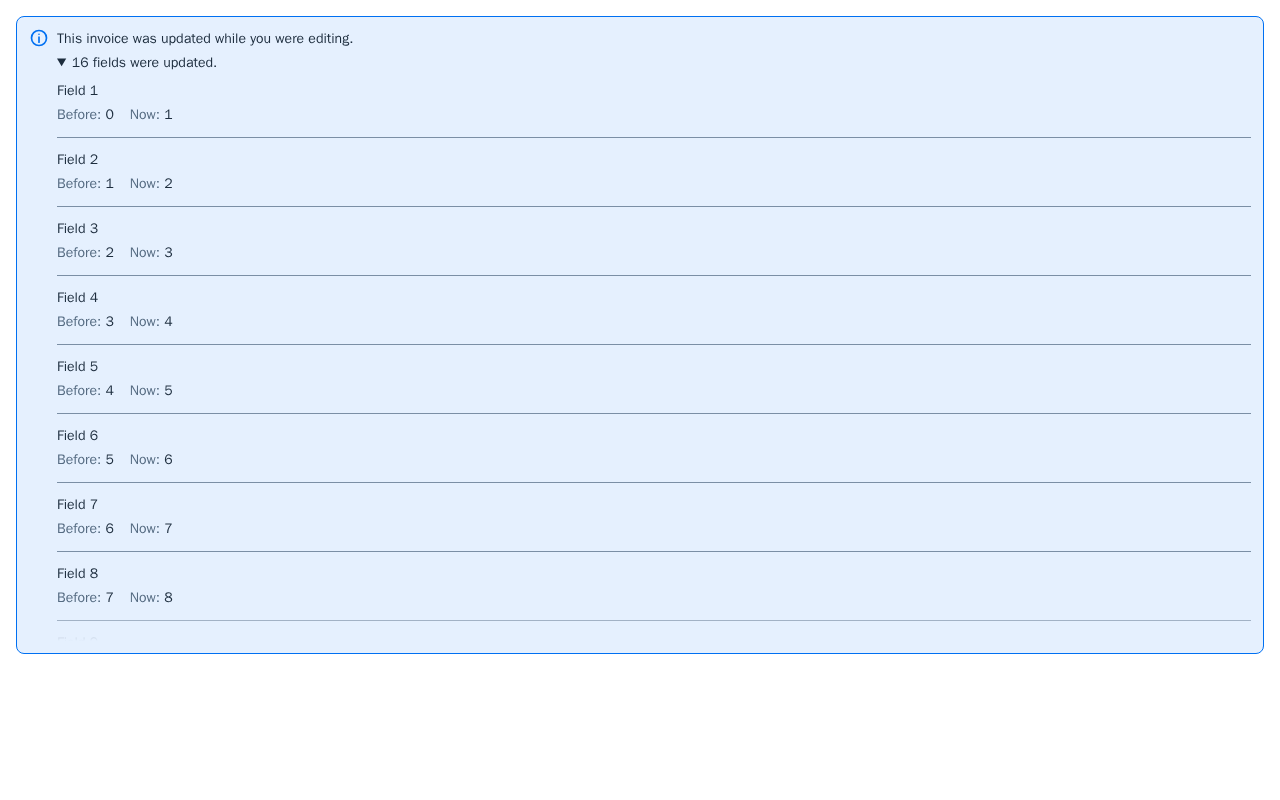 This invoice was updated while you were editing.
▼ 16 fields were updated.
Field 1
Before: 0 Now: 1
Field 2
Before: 1 Now: 2
Field 3
Before: 2 Now: 3
Field 4
Before: 3 Now: 4
Field 5
Before: 4 Now: 5
Field 6
Before: 5 Now: 6
Field 7
Before: 6 Now: 7
Field 8
Before: 7 Now: 8